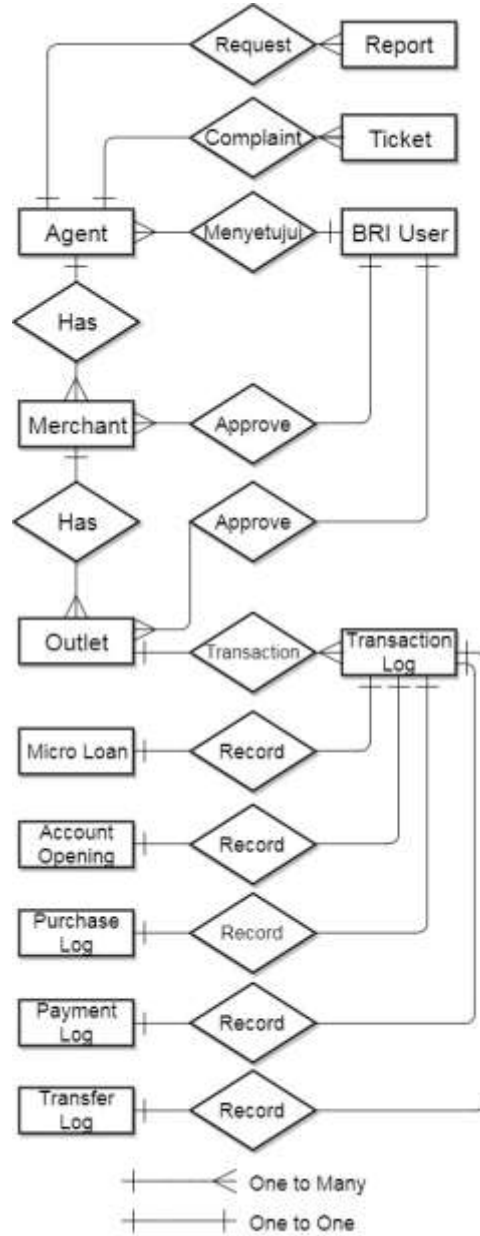 Request
Report
Complaint
Ticket
Agent
Menyetujui
BRI User
Has
Merchant
Approve
Has
Approve
Outlet
Transaction
Transaction
Log
Micro Loan
Record
Account
Opening
Record
Purchase
Log
Record
Payment
Log
Record
Transfer
Log
Record
One to Many
One to One